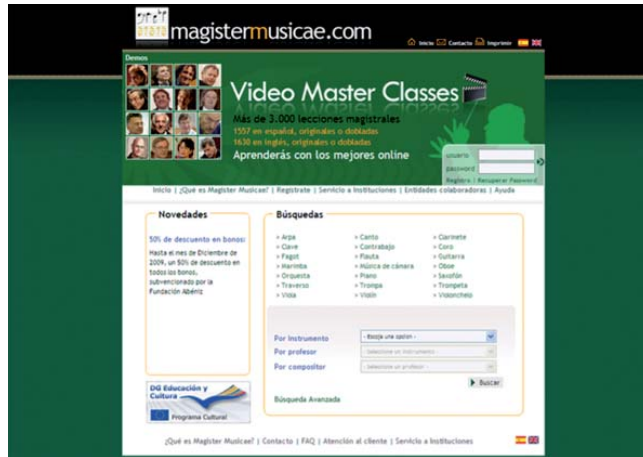 magistermusicae.com
Inicio Contacto Imprimir
Demos
Video Master Classes
Más de 3.000 lecciones magistrales
1557 en español, originales o dobladas
1630 en inglés, originales o dobladas
Aprenderás con los mejores online
usuario
password
Registro | Recuperar Password
Inicio | ¿Qué es Magister Musicae? | Regístrate | Servicio a Instituciones | Entidades colaboradoras | Ayuda
Novedades
50% de descuento en bonos:
Hasta el mes de Diciembre de
2009, un 50% de descuento en
todos los bonos,
subvencionado por la
Fundación Albéniz
DG Educación y
Cultura
Programa Cultural
Búsquedas
» Arpa » Canto » Clarinete
» Clave » Contrabajo » Coro
» Fagot » Flauta » Guitarra
» Marimba » Música de cámara » Oboe
» Orquesta » Piano » Saxofón
» Traverso » Trompa » Trompeta
» Viola » Violín » Violonchelo
Por instrumento - Escoja una opción -
Por profesor - Seleccione un instrumento -
Por compositor - Seleccione un profesor -
Buscar
Búsqueda Avanzada
¿Qué es Magister Musicae? | Contacto | FAQ | Atención al cliente | Servicio a Instituciones